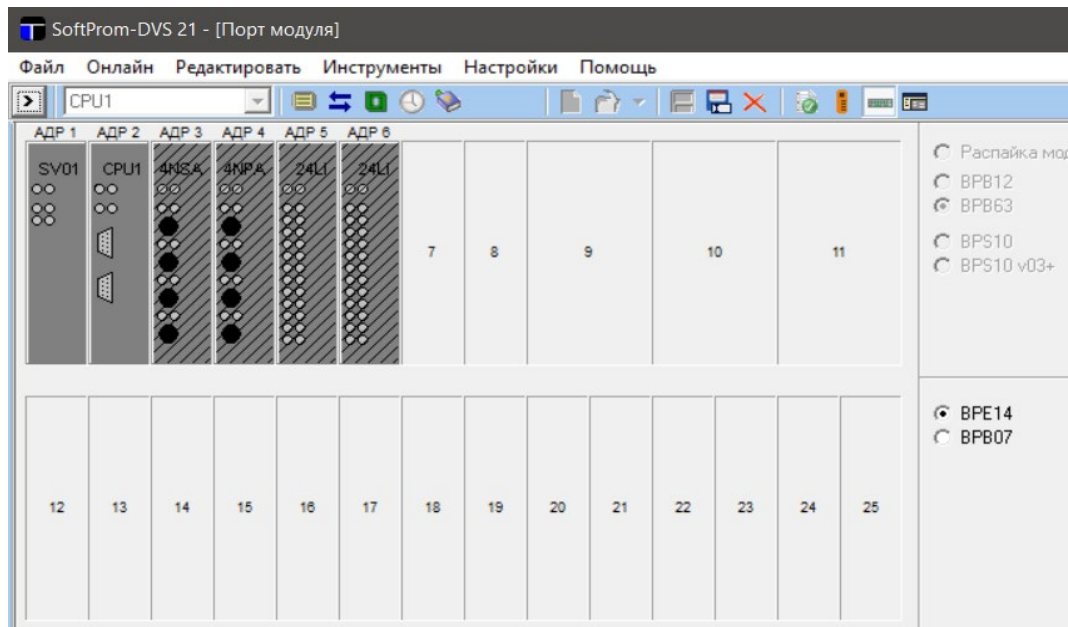 SoftProm-DVS 21 - [Порт модуля]
Файл Онлайн Редактировать Инструменты Настройки Помощь
CPU1
АДР 1 АДР 2 АДР 3 АДР 4 АДР 5 АДР 6
SV01 CPU1 4NSA 4NPA 24LI 24LI
7 8 9 10 11
Распайка мод
BPB12
BPB63
BPS10
BPS10 v03+
12 13 14 15 16 17 18 19 20 21 22 23 24 25
BPE14
BPB07